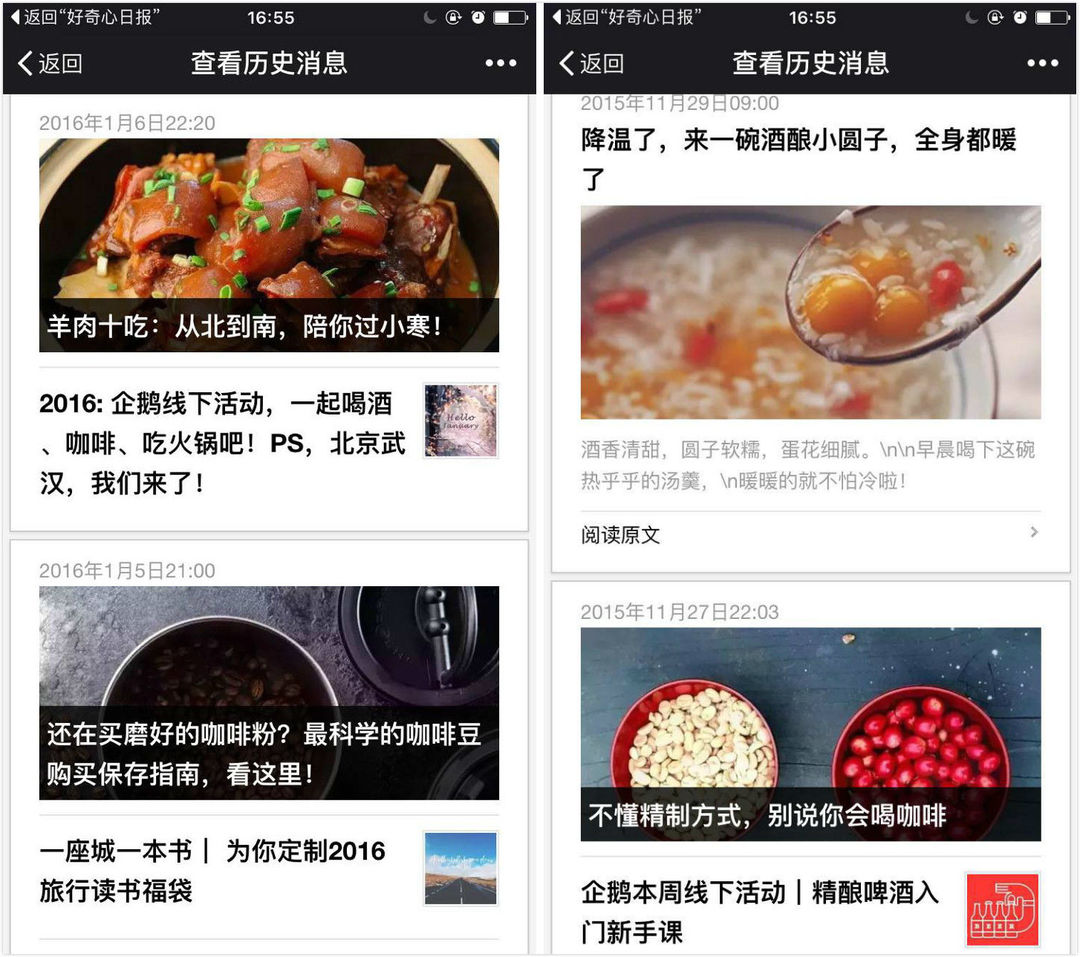 返回“好奇心日报”
16:55
返回
查看历史消息
2016年1月6日22:20
羊肉十吃：从北到南，陪你过小寒！
2016: 企鹅线下活动，一起喝酒
、咖啡、吃火锅吧！PS，北京武
汉，我们来了！
Hello
January
2016年1月5日21:00
还在买磨好的咖啡粉？最科学的咖啡豆
购买保存指南，看这里！
一座城一本书｜ 为你定制2016
旅行读书福袋
返回“好奇心日报”
16:55
返回
查看历史消息
2015年11月29日09:00
降温了，来一碗酒酿小圆子，全身都暖
了
酒香清甜，圆子软糯，蛋花细腻。\n\n早晨喝下这碗
热乎乎的汤羹，\n暖暖的就不怕冷啦！
阅读原文
2015年11月27日22:03
不懂精制方式，别说你会喝咖啡
企鹅本周线下活动｜精酿啤酒入
门新手课